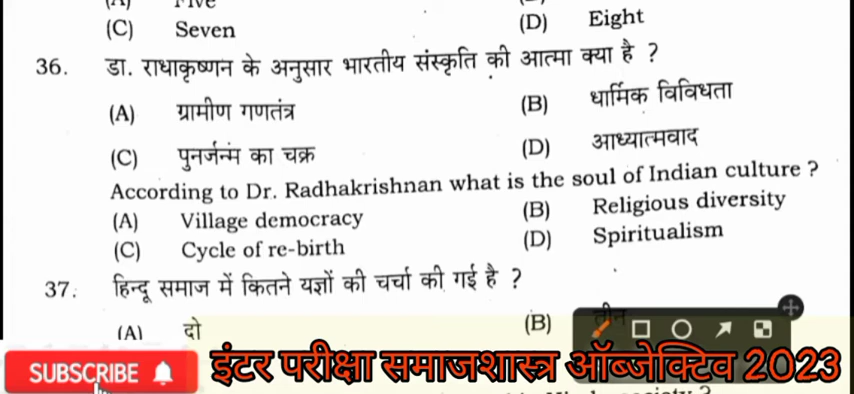 (C) Seven (D) Eight
36. डा. राधाकृष्णन के अनुसार भारतीय संस्कृति की आत्मा क्या है ?
(A) ग्रामीण गणतंत्र (B) धार्मिक विविधता
(C) पुनर्जन्म का चक्र (D) आध्यात्मवाद
According to Dr. Radhakrishnan what is the soul of Indian culture ?
(A) Village democracy (B) Religious diversity
(C) Cycle of re-birth (D) Spiritualism
37. हिन्दू समाज में कितने यज्ञों की चर्चा की गई है ?
(A) दो (B) तीन
SUBSCRIBE इंटर परीक्षा समाजशास्त्र ऑब्जेक्टिव 2023